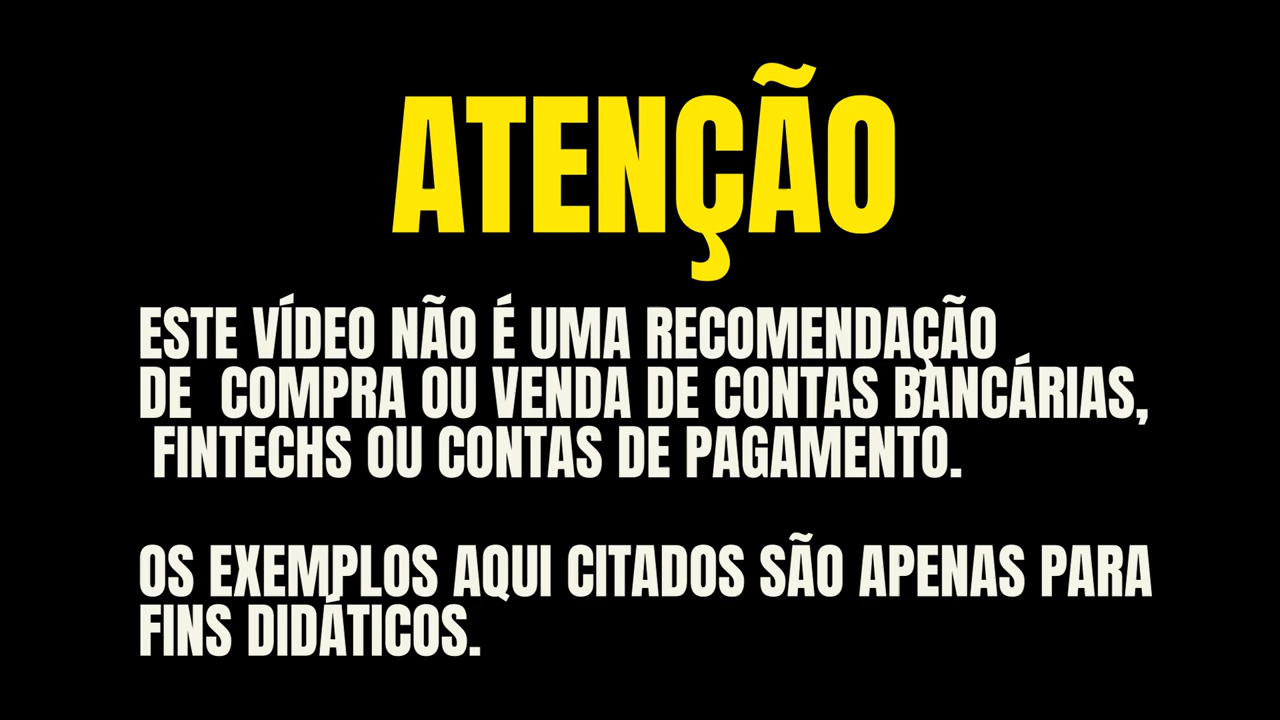 ATENÇÃO
ESTE VÍDEO NÃO É UMA RECOMENDAÇÃO
DE COMPRA OU VENDA DE CONTAS BANCÁRIAS,
FINTECHS OU CONTAS DE PAGAMENTO.
OS EXEMPLOS AQUI CITADOS SÃO APENAS PARA
FINS DIDÁTICOS.